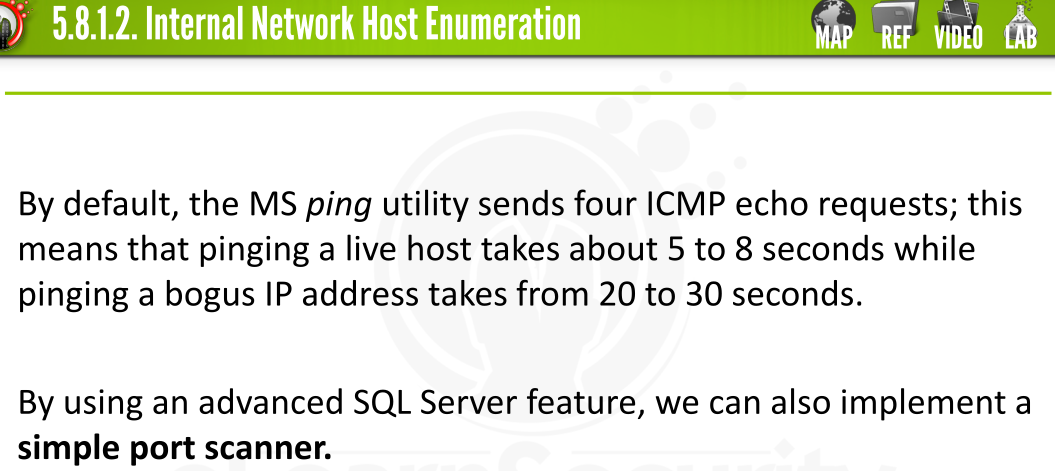 5.8.1.2. Internal Network Host Enumeration
MAP REF VIDEO LAB
By default, the MS ping utility sends four ICMP echo requests; this
means that pinging a live host takes about 5 to 8 seconds while
pinging a bogus IP address takes from 20 to 30 seconds.
By using an advanced SQL Server feature, we can also implement a
simple port scanner.